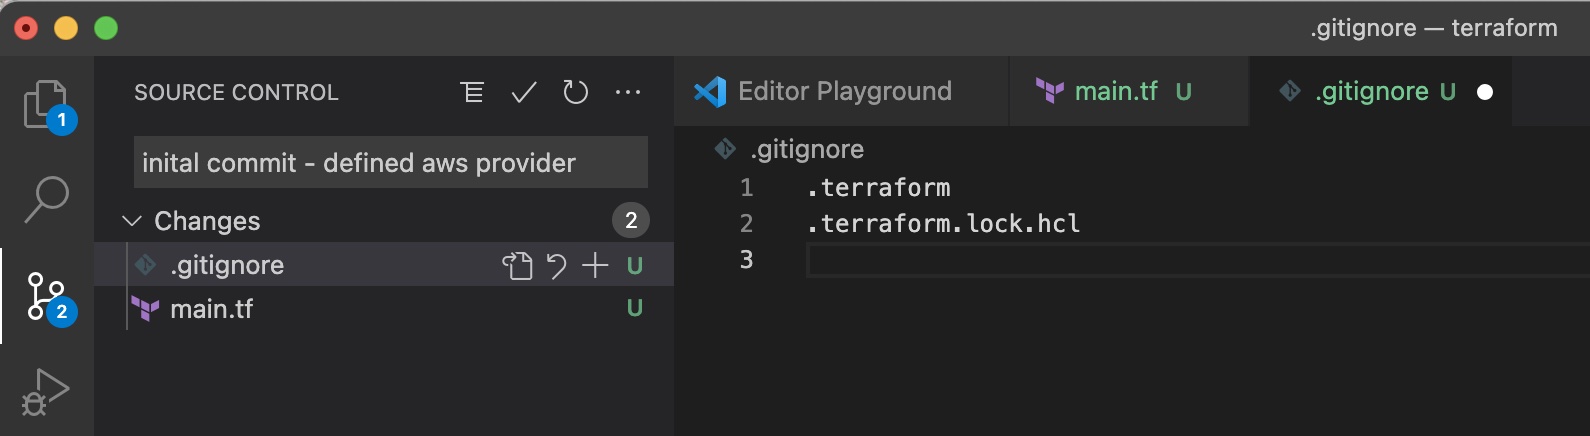 .gitignore — terraform
1
2
SOURCE CONTROL
inital commit - defined aws provider
Changes 2
.gitignore U
main.tf U
Editor Playground
main.tf U
.gitignore U
.gitignore
1 .terraform
2 .terraform.lock.hcl
3